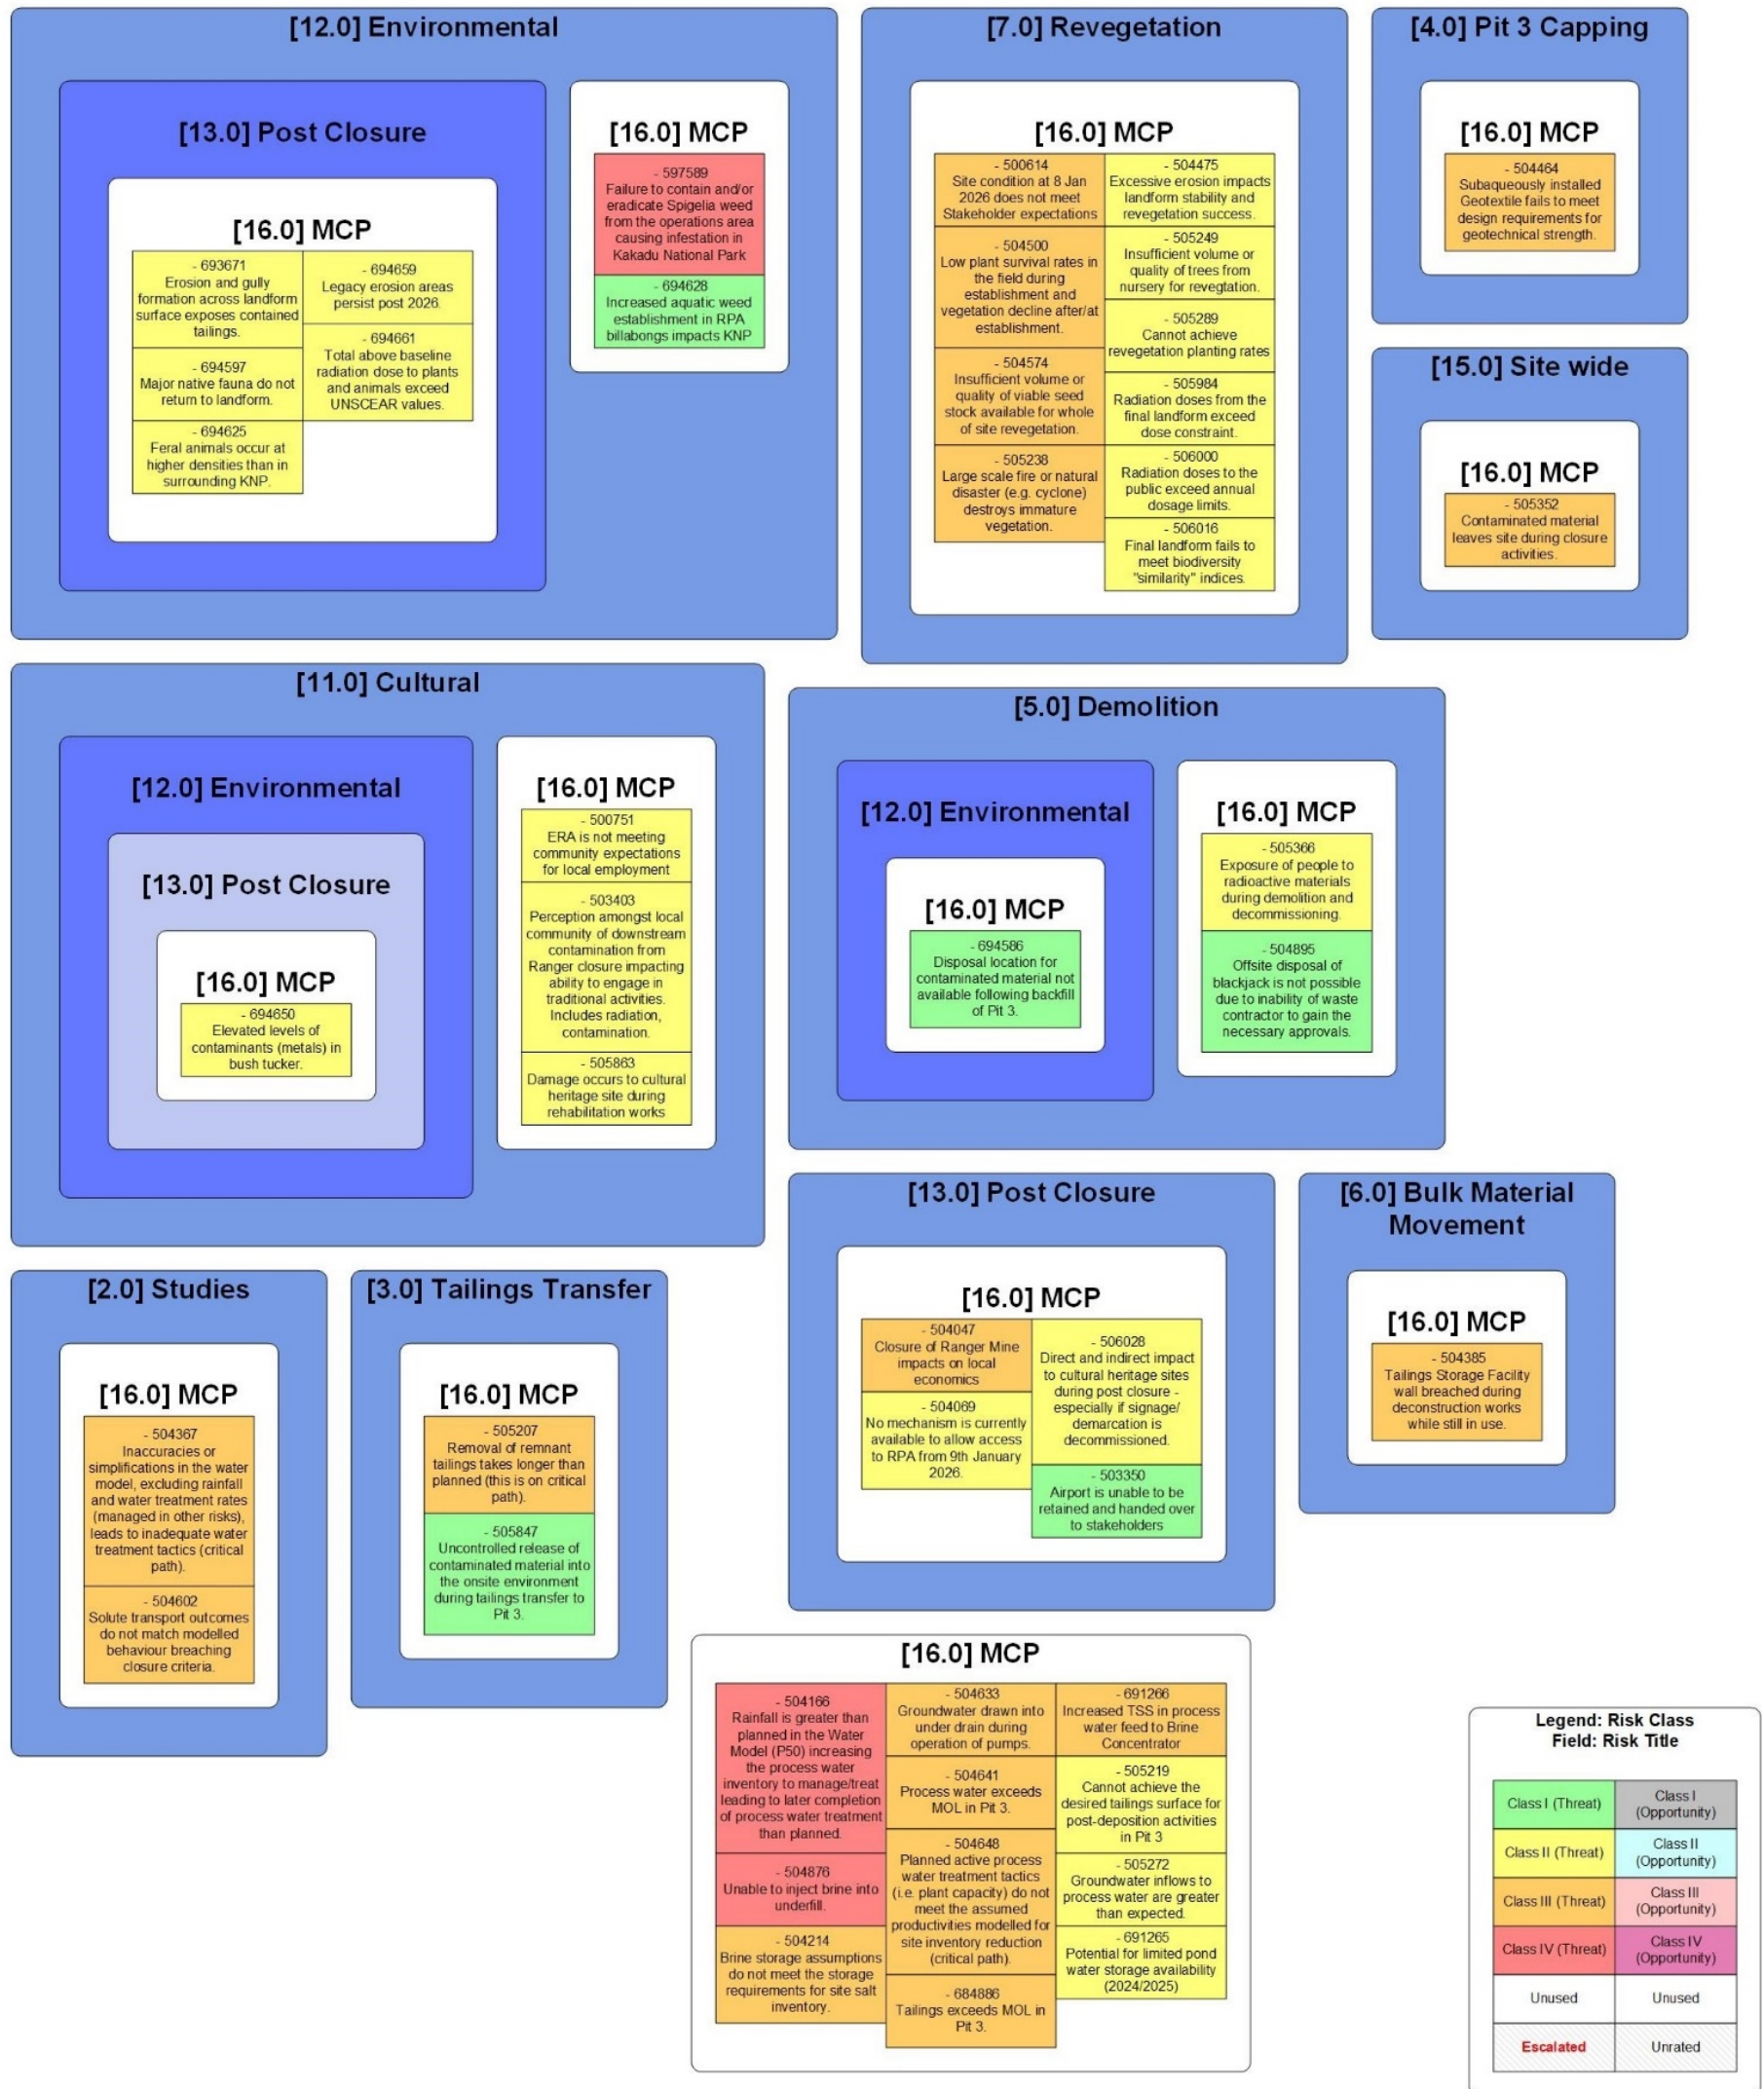 [12.0] Environmental
[13.0] Post Closure
[16.0] MCP
- 693671
Erosion and gully
formation across landform
surface exposes contained
tailings.
- 694597
Major native fauna do not
return to landform.
- 694625
Feral animals occur at
higher densities than in
surrounding KNP.
- 694659
Legacy erosion areas
persist post 2026.
- 694661
Total above baseline
radiation dose to plants
and animals exceed
UNSCEAR values.
[16.0] MCP
- 597589
Failure to contain and/or
eradicate Spigelia weed
from the operations area
causing infestation in
Kakadu National Park
- 694628
Increased aquatic weed
establishment in RPA
billabongs impacts KNP
[7.0] Revegetation
[16.0] MCP
- 500614
Site condition at 8 Jan
2026 does not meet
Stakeholder expectations
- 504500
Low plant survival rates in
the field during
establishment and
vegetation decline after/at
establishment.
- 504574
Insufficient volume or
quality of viable seed
stock available for whole
of site revegetation.
- 505238
Large scale fire or natural
disaster (e.g. cyclone)
destroys immature
vegetation.
- 504475
Excessive erosion impacts
landform stability and
revegetation success.
- 505249
Insufficient volume or
quality of trees from
nursery for revegtation.
- 505289
Cannot achieve
revegetation planting rates
- 505984
Radiation doses from the
final landform exceed
dose constraint.
- 506000
Radiation doses to the
public exceed annual
dosage limits.
- 506016
Final landform fails to
meet biodiversity
"similarity" indices.
[4.0] Pit 3 Capping
[16.0] MCP
- 504464
Subaqueously installed
Geotextile fails to meet
design requirements for
geotechnical strength.
[15.0] Site wide
[16.0] MCP
- 505352
Contaminated material
leaves site during closure
activities.
[11.0] Cultural
[12.0] Environmental
[13.0] Post Closure
[16.0] MCP
- 694650
Elevated levels of
contaminants (metals) in
bush tucker.
[16.0] MCP
- 500751
ERA is not meeting
community expectations
for local employment
- 503403
Perception amongst local
community of downstream
contamination from
Ranger closure impacting
ability to engage in
traditional activities.
Includes radiation,
contamination.
- 505863
Damage occurs to cultural
heritage site during
rehabilitation works
[5.0] Demolition
[12.0] Environmental
[16.0] MCP
- 694586
Disposal location for
contaminated material not
available following backfill
of Pit 3.
[16.0] MCP
- 505366
Exposure of people to
radioactive materials
during demolition and
decommissioning.
- 504895
Offsite disposal of
blackjack is not possible
due to inability of waste
contractor to gain the
necessary approvals.
[13.0] Post Closure
[16.0] MCP
- 504047
Closure of Ranger Mine
impacts on local
economics
- 504069
No mechanism is currently
available to allow access
to RPA from 9th January
2026.
- 506028
Direct and indirect impact
to cultural heritage sites
during post closure -
especially if signage/
demarcation is
decommissioned.
- 503350
Airport is unable to be
retained and handed over
to stakeholders
[6.0] Bulk Material
Movement
[16.0] MCP
- 504385
Tailings Storage Facility
wall breached during
deconstruction works
while still in use.
[2.0] Studies
[16.0] MCP
- 504367
Inaccuracies or
simplifications in the water
model, excluding rainfall
and water treatment rates
(managed in other risks),
leads to inadequate water
treatment tactics (critical
path).
- 504602
Solute transport outcomes
do not match modelled
behaviour breaching
closure criteria.
[3.0] Tailings Transfer
[16.0] MCP
- 505207
Removal of remnant
tailings takes longer than
planned (this is on critical
path).
- 505847
Uncontrolled release of
contaminated material into
the onsite environment
during tailings transfer to
Pit 3.
[16.0] MCP
- 504166
Rainfall is greater than
planned in the Water
Model (P50) increasing
the process water
inventory to manage/treat
leading to later completion
of process water treatment
than planned.
- 504876
Unable to inject brine into
underfill.
- 504214
Brine storage assumptions
do not meet the storage
requirements for site salt
inventory.
- 504633
Groundwater drawn into
under drain during
operation of pumps.
- 504641
Process water exceeds
MOL in Pit 3.
- 504648
Planned active process
water treatment tactics
(i.e. plant capacity) do not
meet the assumed
productivities modelled for
site inventory reduction
(critical path).
- 684886
Tailings exceeds MOL in
Pit 3.
- 691266
Increased TSS in process
water feed to Brine
Concentrator
- 505219
Cannot achieve the
desired tailings surface for
post-deposition activities
in Pit 3
- 505272
Groundwater inflows to
process water are greater
than expected.
- 691265
Potential for limited pond
water storage availability
(2024/2025)
Legend: Risk Class
Field: Risk Title
Class I (Threat)
Class I
(Opportunity)
Class II (Threat)
Class II
(Opportunity)
Class III (Threat)
Class III
(Opportunity)
Class IV (Threat)
Class IV
(Opportunity)
Unused
Unused
Escalated
Unrated